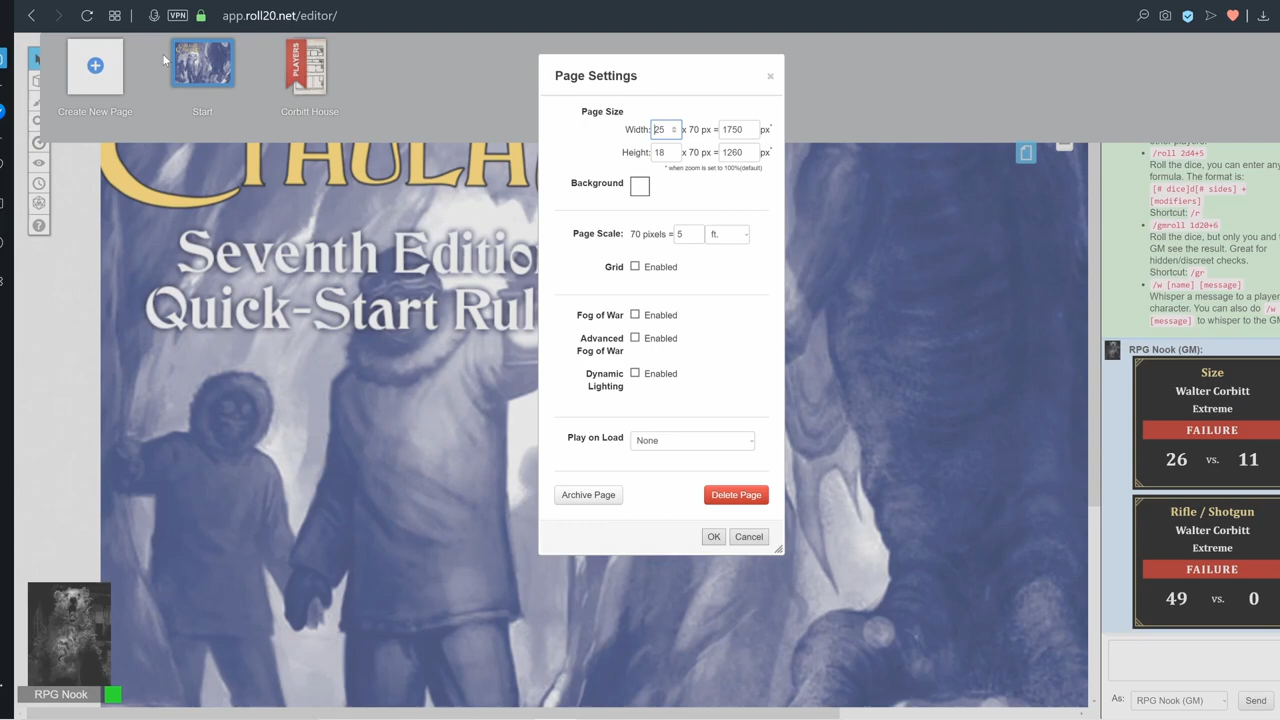 VPN
app.roll20.net/editor/
PLAYERS
Create New Page
Start
Corbitt House
Page Settings
×
Page Size
Width: 25 x 70 px = 1750 px*
Height: 18 x 70 px = 1260 px*
* when zoom is set to 100%(default)
Background
Page Scale: 70 pixels = 5 ft.
Grid Enabled
Fog of War Enabled
Advanced Fog of War Enabled
Dynamic Lighting Enabled
Play on Load None
Archive Page Delete Page
OK Cancel
Seventh Editio
Quick-Start Rul
other players):
/roll 2d4+5
Roll the dice, you can enter any
formula. The format is:
[# dice]d[# sides] +
[modifiers]
Shortcut: /r
/gmroll 1d20+6
Roll the dice, but only you and t
GM see the result. Great for
hidden/discreet checks.
Shortcut: /gr
/w [name] [message]
Whisper a message to a player
character. You can also do /w
[message] to whisper to the GM
RPG Nook (GM):
Size
Walter Corbitt
Extreme
FAILURE
26 vs. 11
Rifle / Shotgun
Walter Corbitt
Extreme
FAILURE
49 vs. 0
RPG Nook
As: RPG Nook (GM) Send